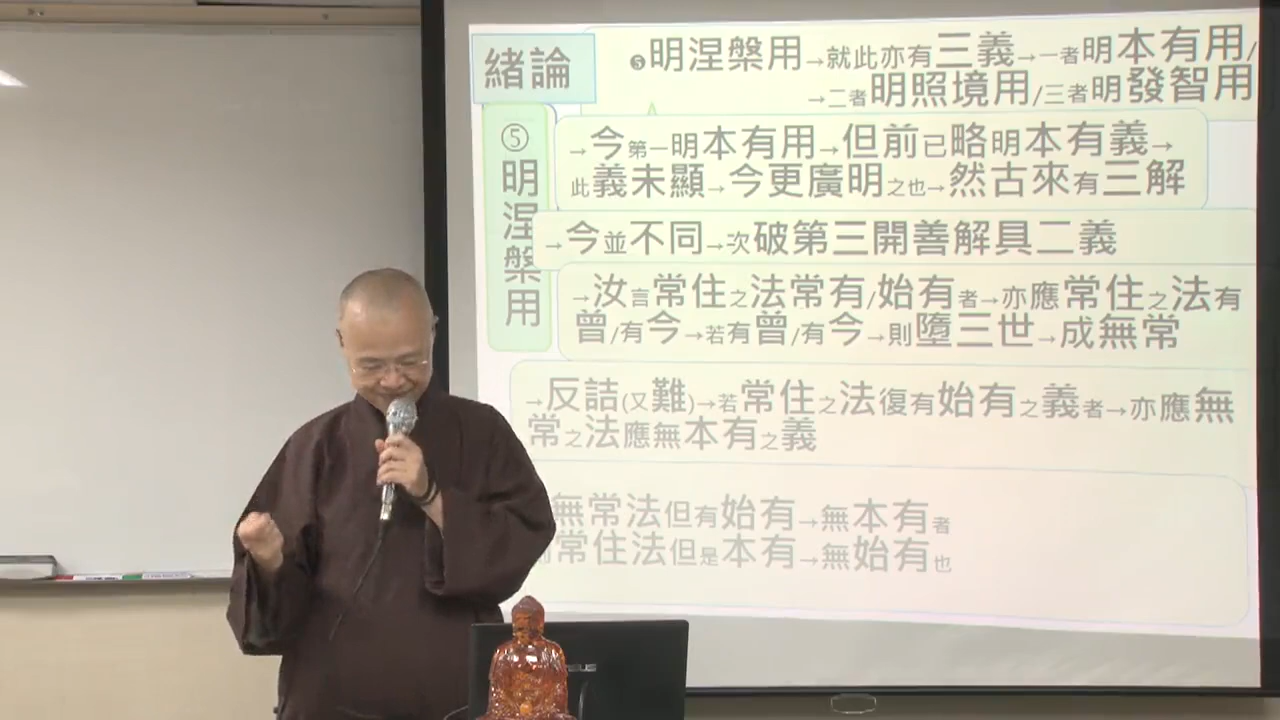 緒論
❺明涅槃用→就此亦有三義→一者明本有用/
→二者明照境用/三者明發智用
⑤明涅槃用
→今第一明本有用→但前已略明本有義→
此義未顯→今更廣明之也→然古來有三解
→今並不同→次破第三開善解具二義
→汝言常住之法常有/始有者→亦應常住之法有
曾/有今→若有曾/有今→則墮三世→成無常
→反詰(又難)→若常住之法復有始有之義者→亦應無
常之法應無本有之義
無常法但有始有→無本有者
常住法但是本有→無始有也